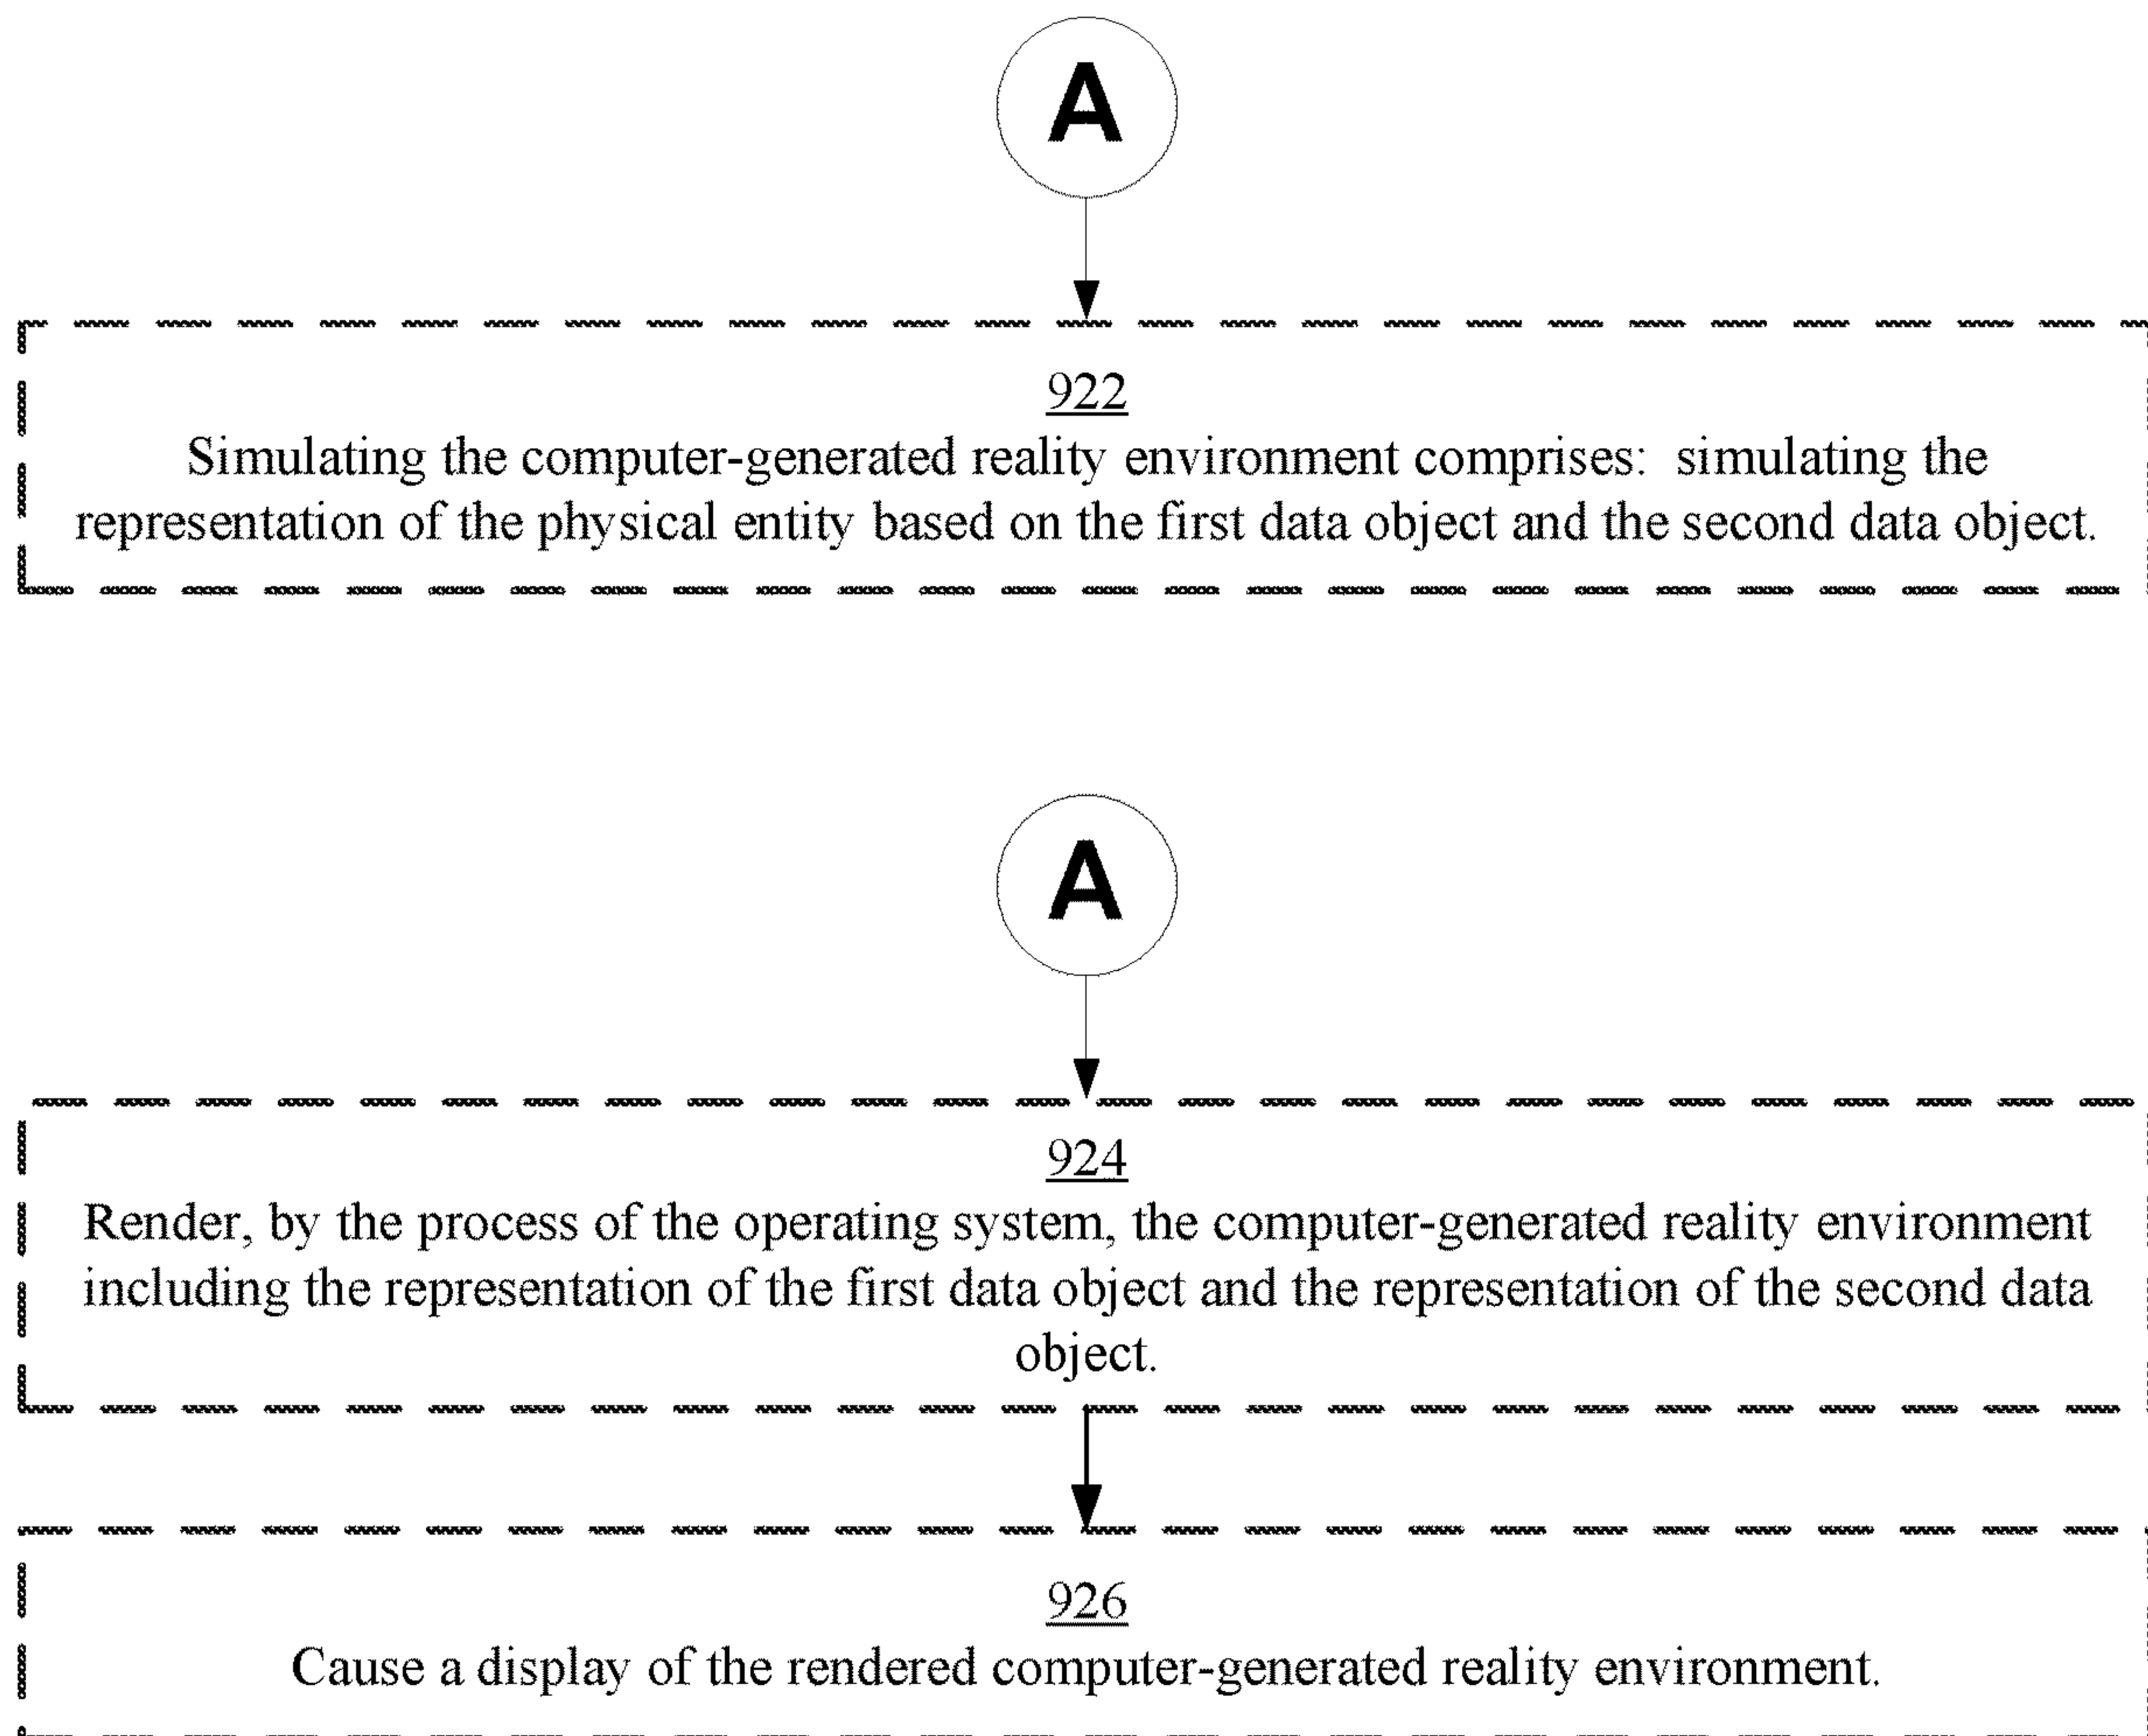 A
922
Simulating the computer-generated reality environment comprises: simulating the
representation of the physical entity based on the first data object and the second data object.
A
924
Render, by the process of the operating system, the computer-generated reality environment
including the representation of the first data object and the representation of the second data
object.
926
Cause a display of the rendered computer-generated reality environment.